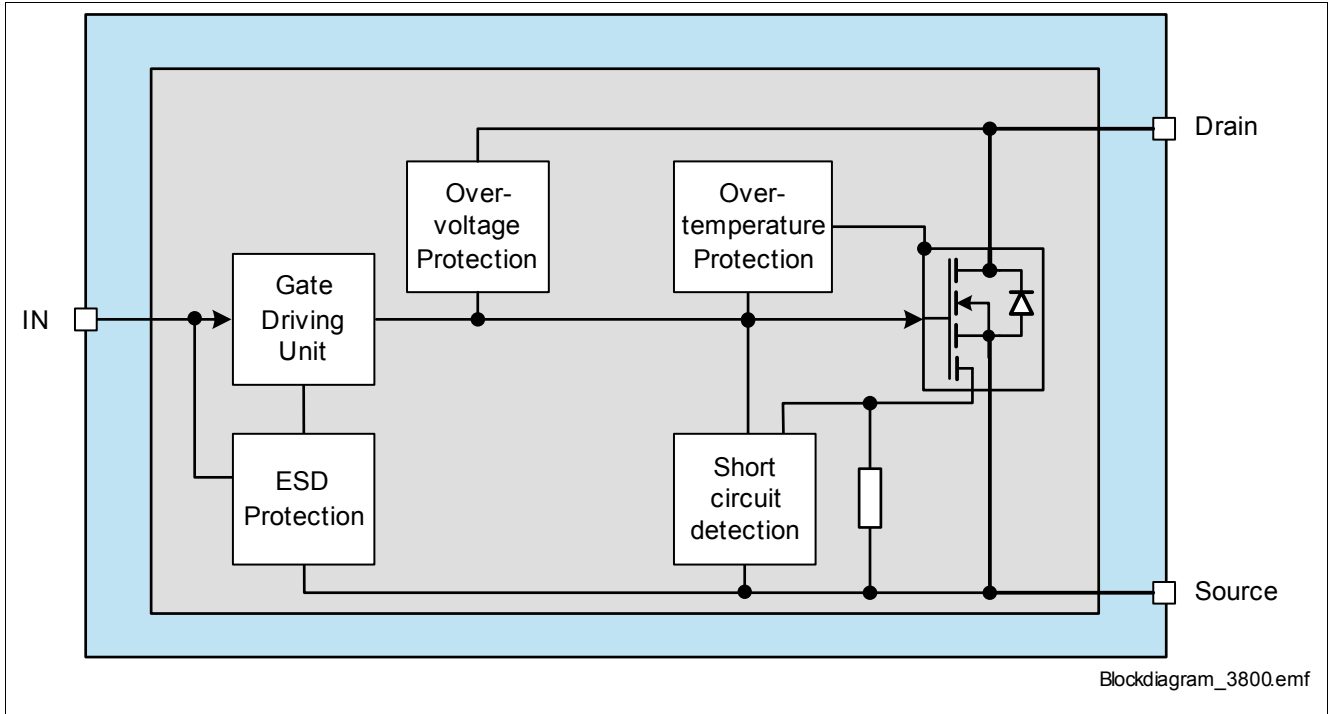 Drain
Over-
voltage
Protection
Over-
temperature
Protection
IN
Gate
Driving
Unit
ESD
Protection
Short
circuit
detection
Source
Blockdiagram_3800.emf